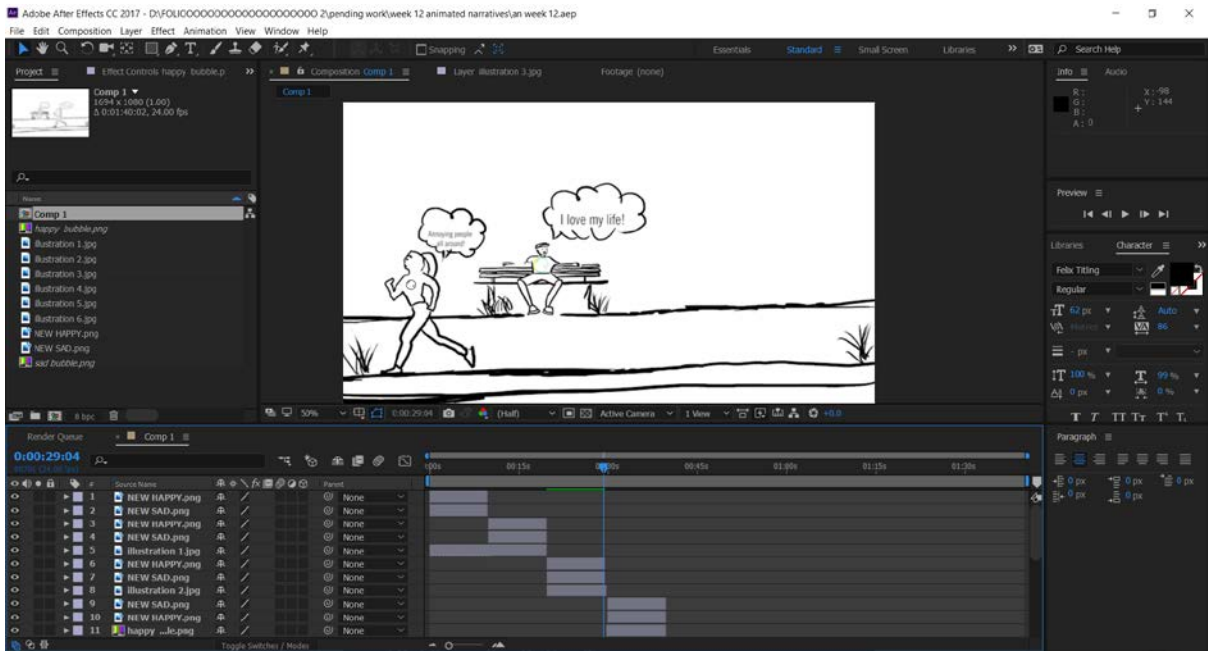 Adobe After Effects CC 2017 - D:\FOLIOOOOOOOOOOOOOOOOOOOO 2\pending work\week 12 animated narratives\an week 12.aep
File Edit Composition Layer Effect Animation View Window Help
Snapping
Essentials Standard Small Screen Libraries Search Help
Project Effect Controls happy bubble.p
Composition Comp 1 Layer illustration 3.jpg Footage (none)
Info Audio
Comp 1
1694 x 1080 (1.00)
Δ 0:01:40:02, 24.00 fps
Comp 1
R:
G:
B:
A: 0
X: -98
Y: 144
Name
Comp 1
happy bubble.png
illustration 1.jpg
illustration 2.jpg
illustration 3.jpg
illustration 4.jpg
illustration 5.jpg
illustration 6.jpg
NEW HAPPY.png
NEW SAD.png
sad bubble.png
8 bpc
Annoying people
all around!
I love my life!
50% 0:00:29:04 (Half) Active Camera 1 View +0.0
Preview
Libraries Character
Felix Titling
Regular
62 px Auto
Metrics 86
- px
100 % 99 %
0 px 0 %
Render Queue Comp 1
0:00:29:04
:00s 00:15s 00:30s 00:45s 01:00s 01:15s 01:30s
# Source Name Parent
1 NEW HAPPY.png None
2 NEW SAD.png None
3 NEW HAPPY.png None
4 NEW SAD.png None
5 illustration 1.jpg None
6 NEW HAPPY.png None
7 NEW SAD.png None
8 illustration 2.jpg None
9 NEW SAD.png None
10 NEW HAPPY.png None
11 happy ...le.png None
Toggle Switches / Modes
Paragraph
0 px 0 px 0 px
0 px 0 px